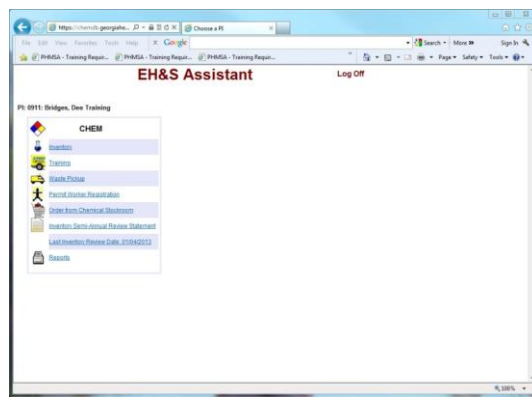 https://chemdb.georgiahe...
Choose a PI
File Edit View Favorites Tools Help
X Google
Search
More »
Sign In
PHMSA - Training Requir...
PHMSA - Training Requir...
PHMSA - Training Requir...
Page
Safety
Tools
EH&S Assistant
Log Off
PI: 0911: Bridges, Dee Training
CHEM
Inventory
Training
Waste Pickup
Permit Worker Registration
Order from Chemical Stockroom
Inventory Semi-Annual Review Statement
Last Inventory Review Date: 01/04/2013
Reports
100%